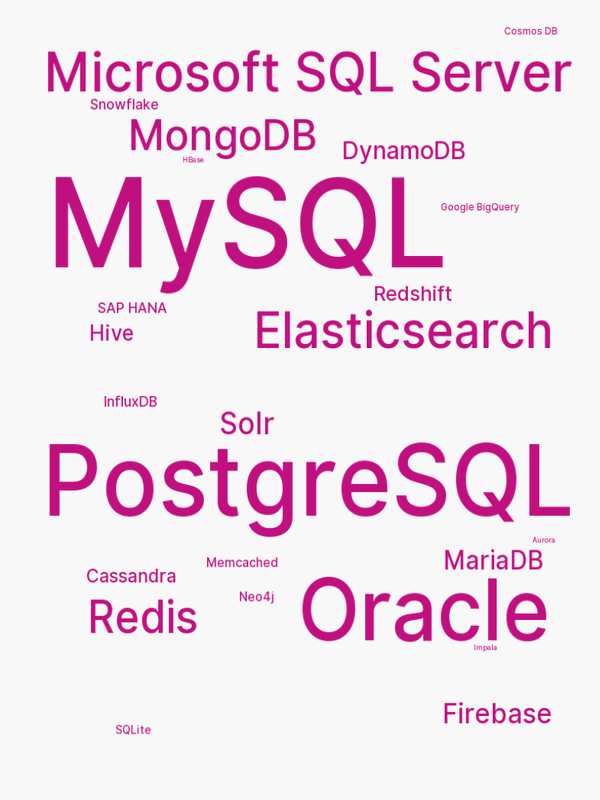 Cosmos DB
Microsoft SQL Server
Snowflake
MongoDB
DynamoDB
HBase
MySQL
Google BigQuery
Redshift
SAP HANA
Hive
Elasticsearch
InfluxDB
Solr
PostgreSQL
Aurora
MariaDB
Memcached
Cassandra
Neo4j
Redis
Oracle
Impala
Firebase
SQLite